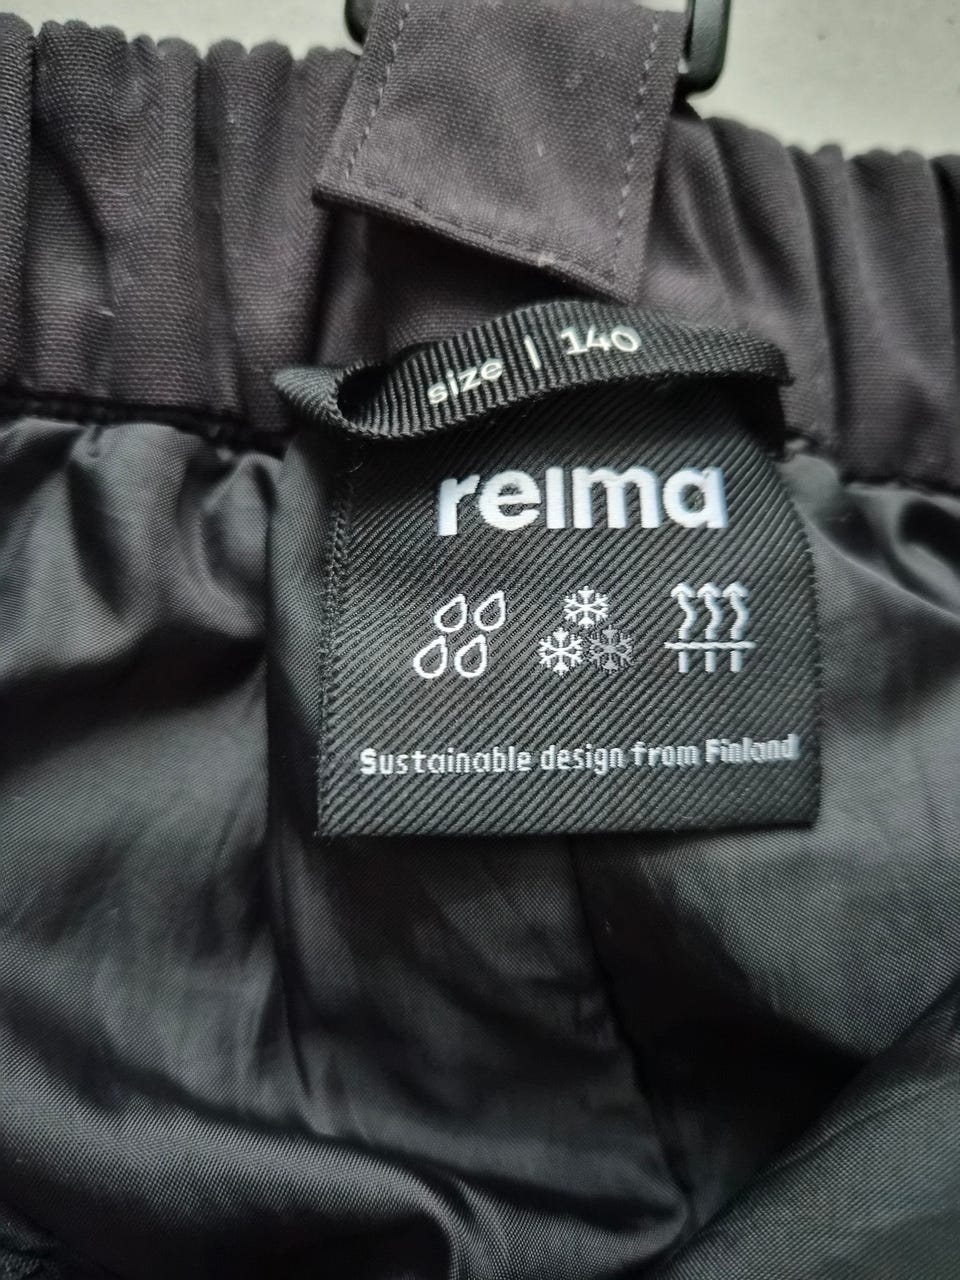 size | 140
reima
Sustainable design from Finland